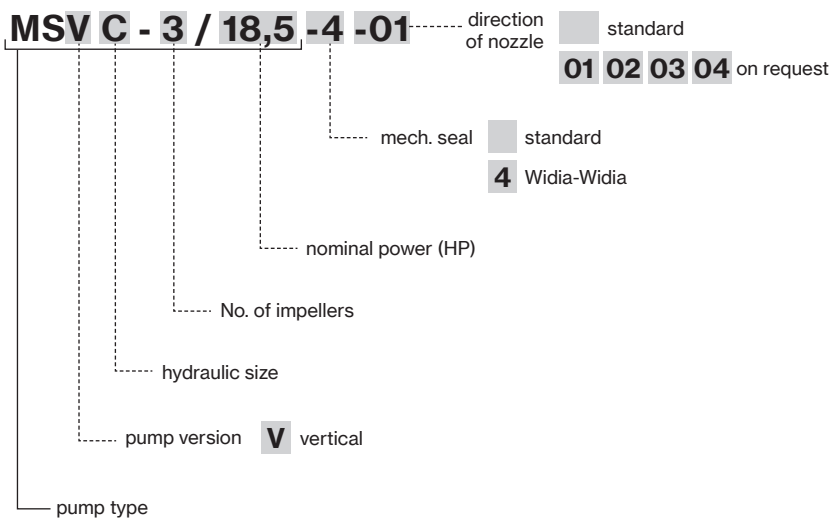 MSV C - 3 / 18,5 -4 -01
direction of nozzle
standard
01 02 03 04 on request
mech. seal
standard
4 Widia-Widia
nominal power (HP)
No. of impellers
hydraulic size
pump version V vertical
pump type